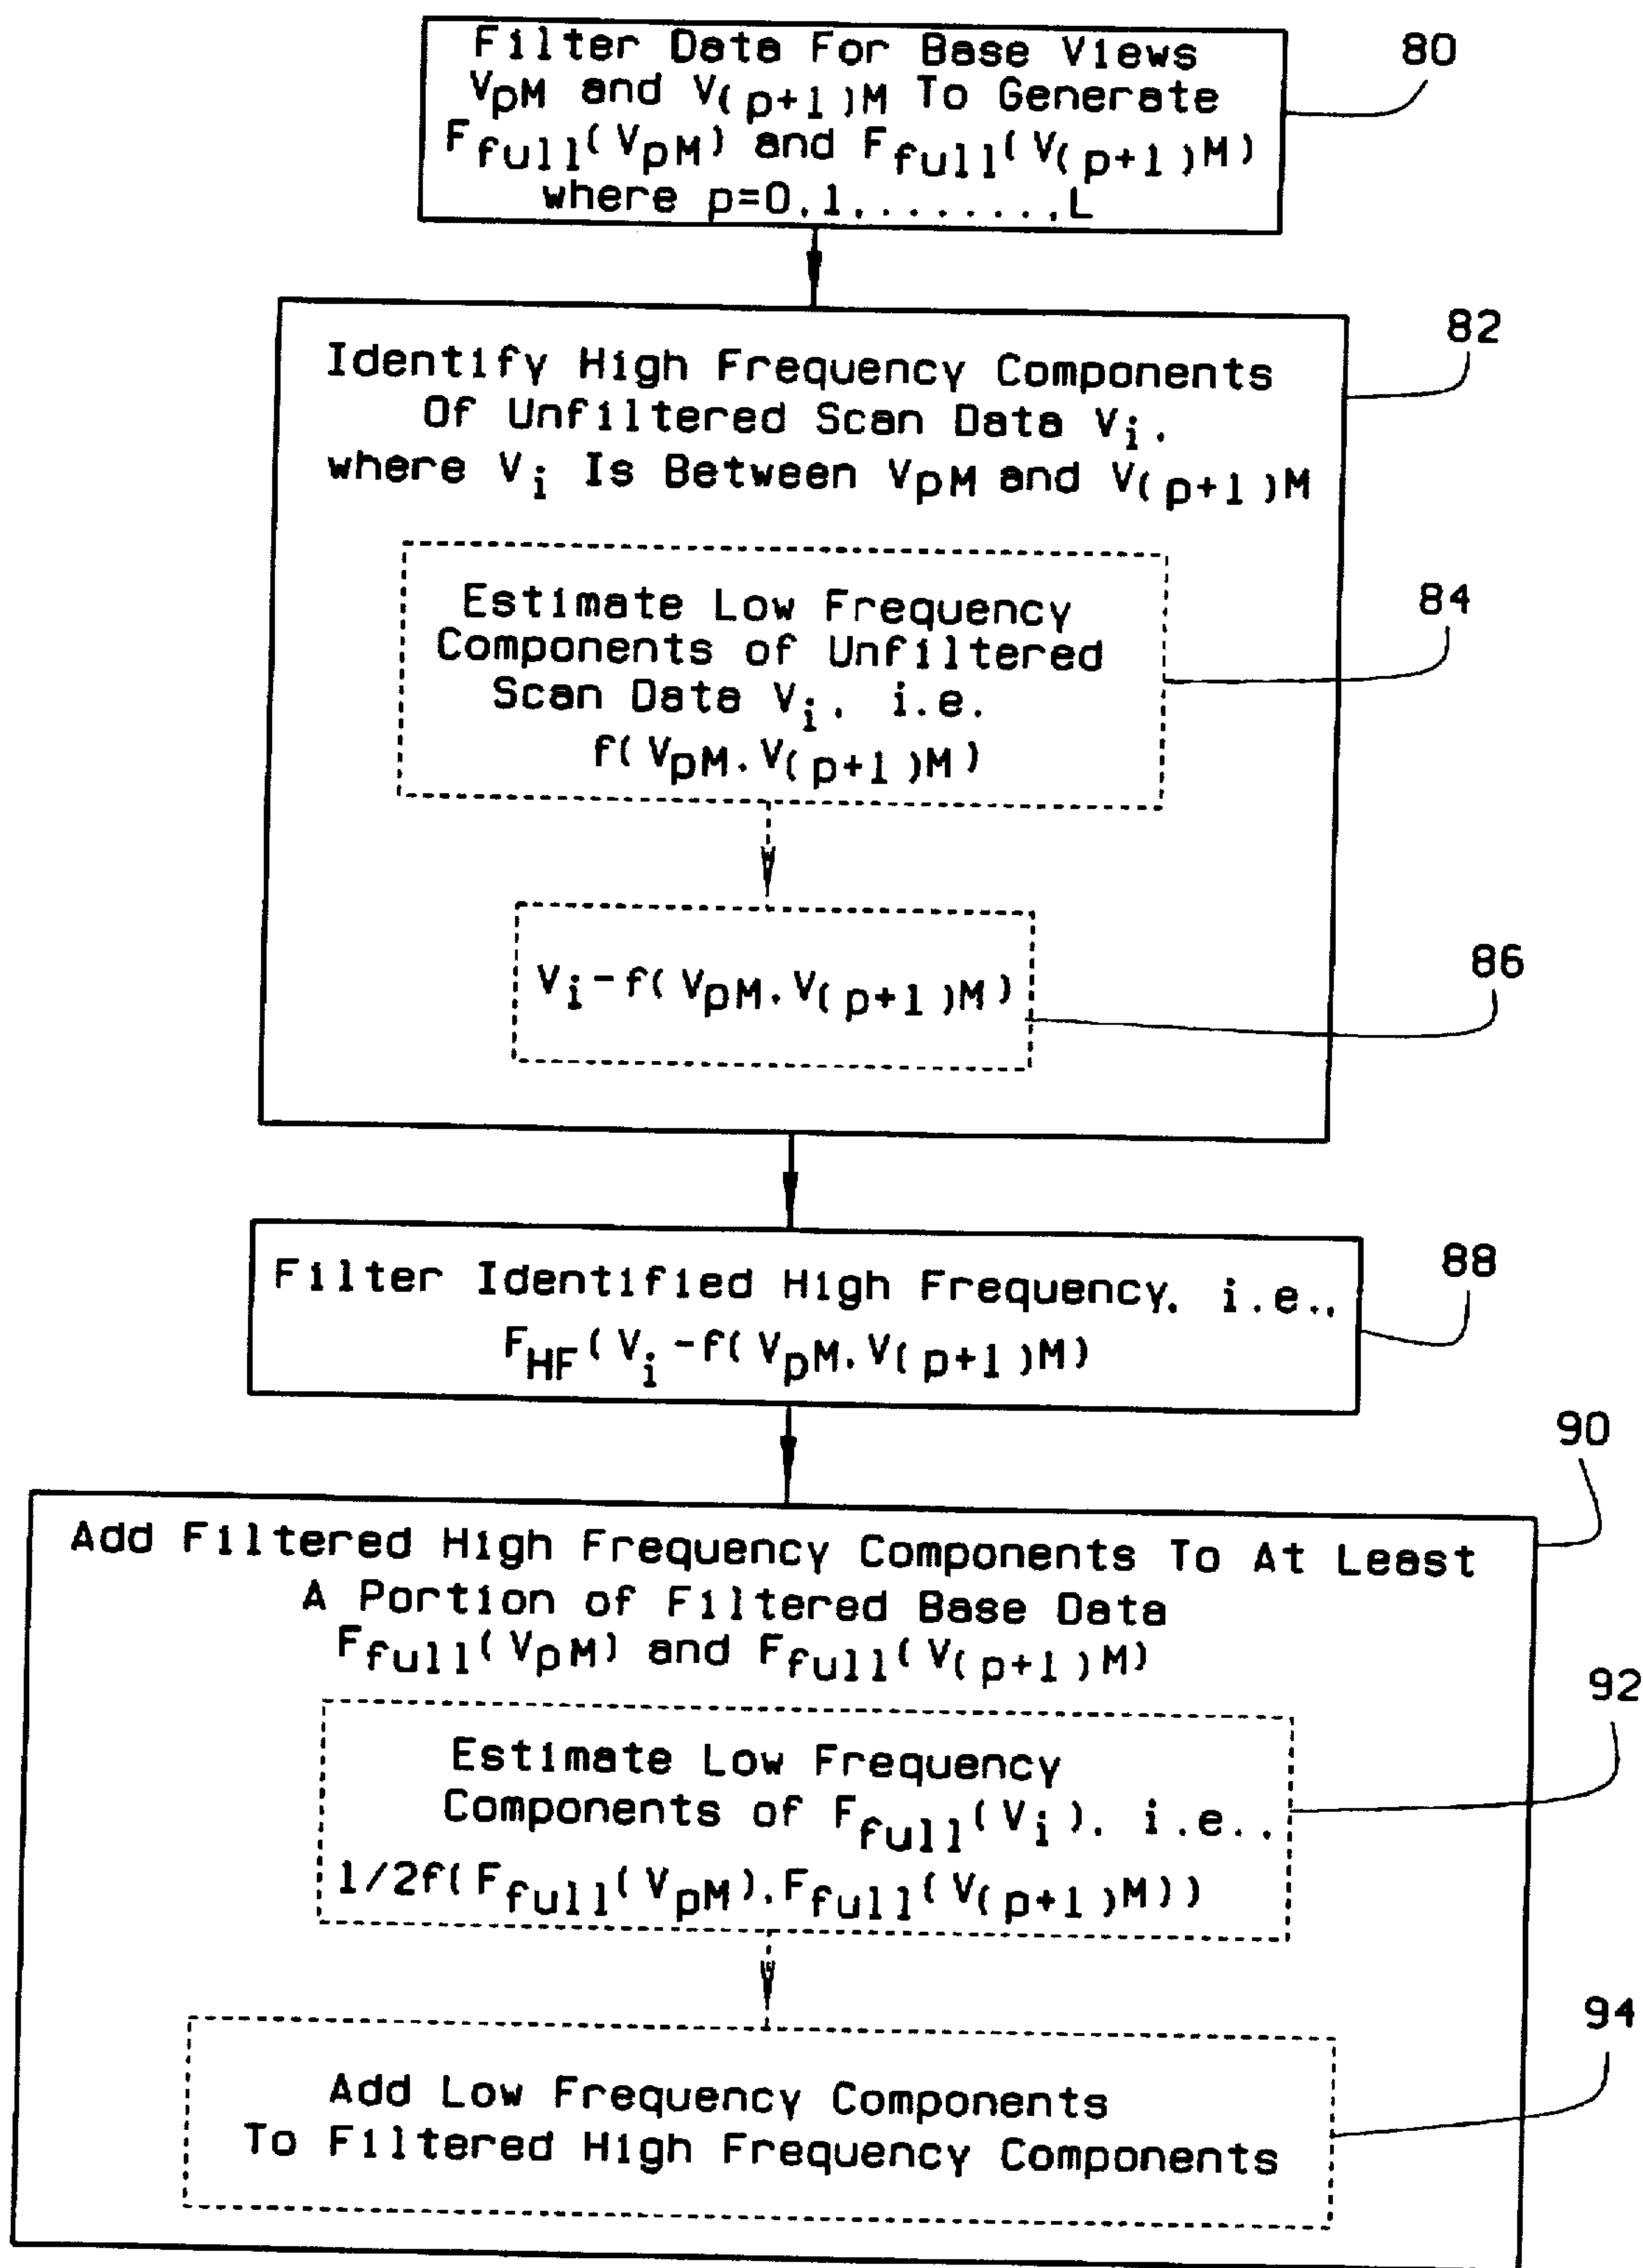 Filter Data For Base Views
VpM and V(p+1)M To Generate
Ffull(VpM) and Ffull(V(p+1)M)
where p=0,1,.......,L
80
Identify High Frequency Components
Of Unfiltered Scan Data Vi,
where Vi Is Between VpM and V(p+1)M
82
Estimate Low Frequency
Components of Unfiltered
Scan Data Vi, i.e.
f(VpM,V(p+1)M)
84
Vi-f(VpM,V(p+1)M)
86
Filter Identified High Frequency, i.e.,
FHF(Vi-f(VpM,V(p+1)M)
88
90
Add Filtered High Frequency Components To At Least
A Portion of Filtered Base Data
Ffull(VpM) and Ffull(V(p+1)M)
92
Estimate Low Frequency
Components of Ffull(Vi), i.e.,
1/2f(Ffull(VpM),Ffull(V(p+1)M))
94
Add Low Frequency Components
To Filtered High Frequency Components